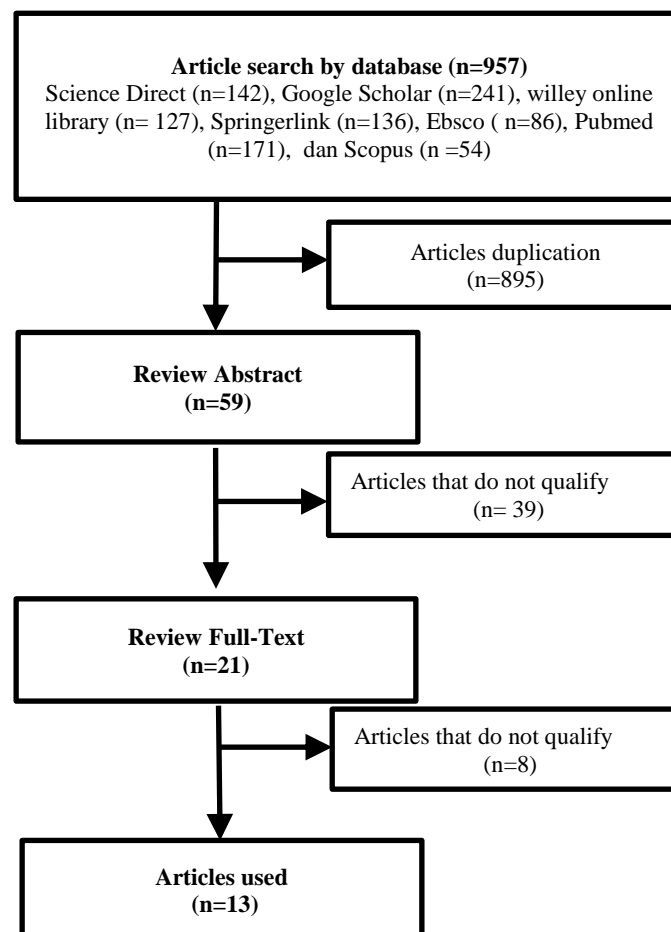 Article search by database (n=957)
Science Direct (n=142), Google Scholar (n=241), willey online
library (n= 127), Springerlink (n=136), Ebsco ( n=86), Pubmed
(n=171),  dan Scopus (n =54)
Articles duplication
(n=895)
Review Abstract
(n=59)
Articles that do not qualify
(n= 39)
Review Full-Text
(n=21)
Articles that do not qualify
(n=8)
Articles used
(n=13)